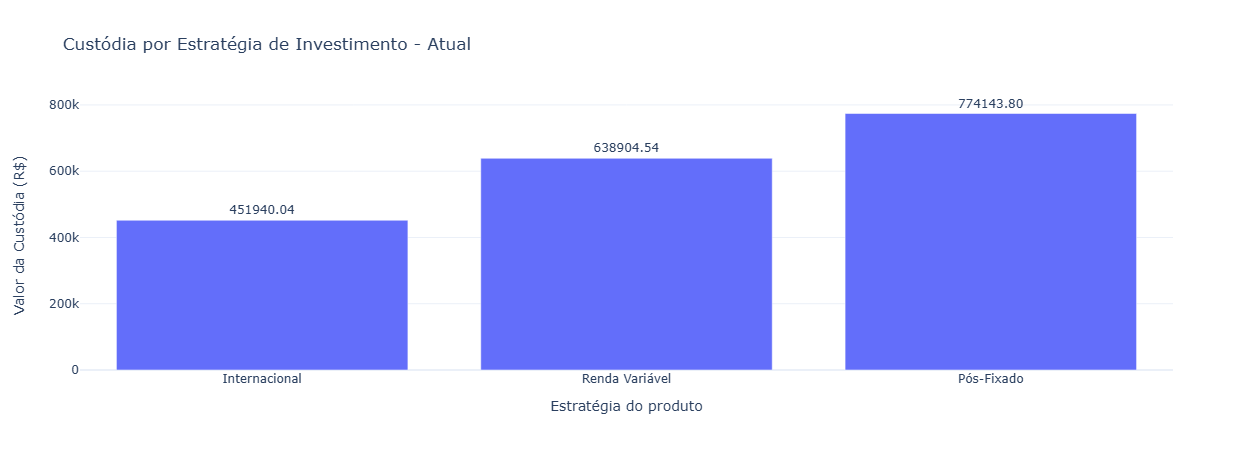 Custódia por Estratégia de Investimento - Atual
Valor da Custódia (R$)
800k
600k
400k
200k
0
451940.04
638904.54
774143.80
Internacional
Renda Variável
Pós-Fixado
Estratégia do produto